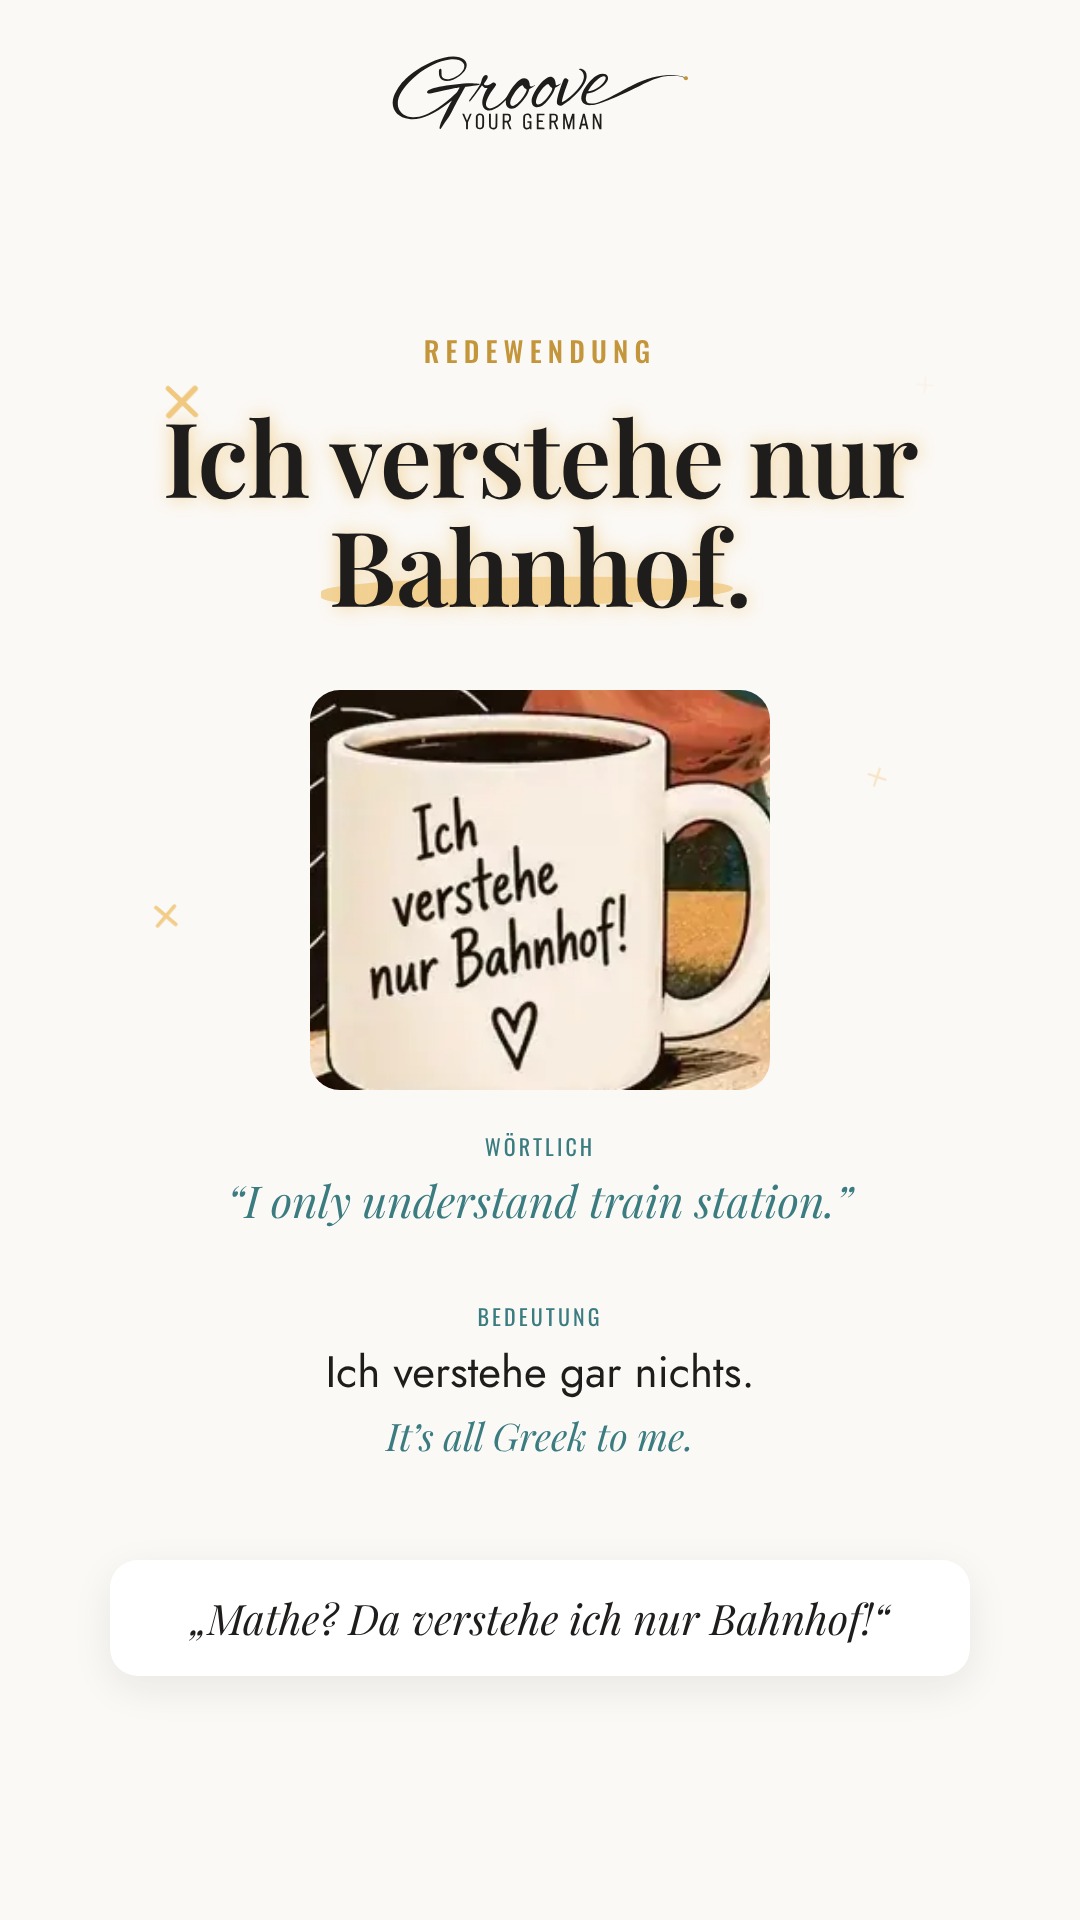 Groove
YOUR GERMAN
REDEWENDUNG
Ich verstehe nur
Bahnhof.
Ich
verstehe
nur Bahnhof!
WÖRTLICH
“I only understand train station.”
BEDEUTUNG
Ich verstehe gar nichts.
It’s all Greek to me.
„Mathe? Da verstehe ich nur Bahnhof!“